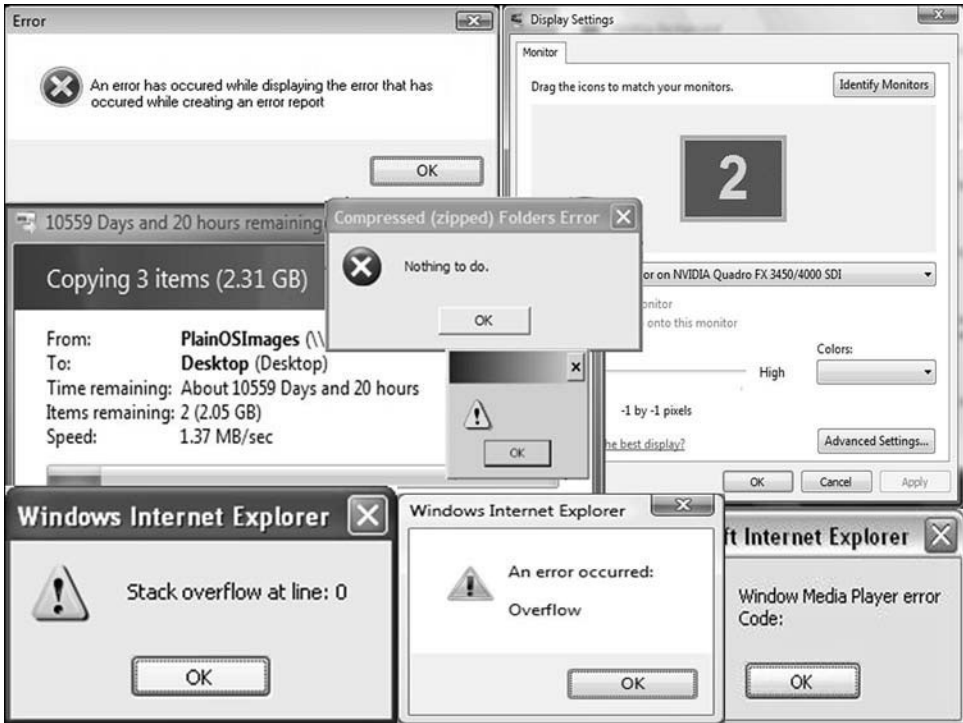 Error
An error has occured while displaying the error that has
occured while creating an error report
OK
Display Settings
Monitor
Drag the icons to match your monitors.
Identify Monitors
2
or on NVIDIA Quadro FX 3450/4000 SDI
onitor
onto this monitor
Colors:
High
-1 by -1 pixels
he best display?
Advanced Settings...
OK
Cancel
Apply
10559 Days and 20 hours remaining
Copying 3 items (2.31 GB)
From: PlainOSImages (\\
To: Desktop (Desktop)
Time remaining: About 10559 Days and 20 hours
Items remaining: 2 (2.05 GB)
Speed: 1.37 MB/sec
Compressed (zipped) Folders Error
Nothing to do.
OK
OK
Windows Internet Explorer
Stack overflow at line: 0
OK
Windows Internet Explorer
An error occurred:
Overflow
OK
ft Internet Explorer
Window Media Player error
Code:
OK